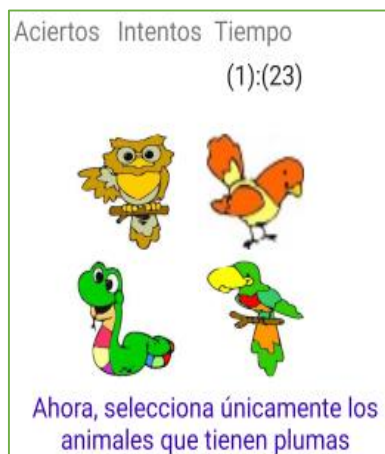 Aciertos Intentos Tiempo
(1):(23)
Ahora, selecciona únicamente los
animales que tienen plumas